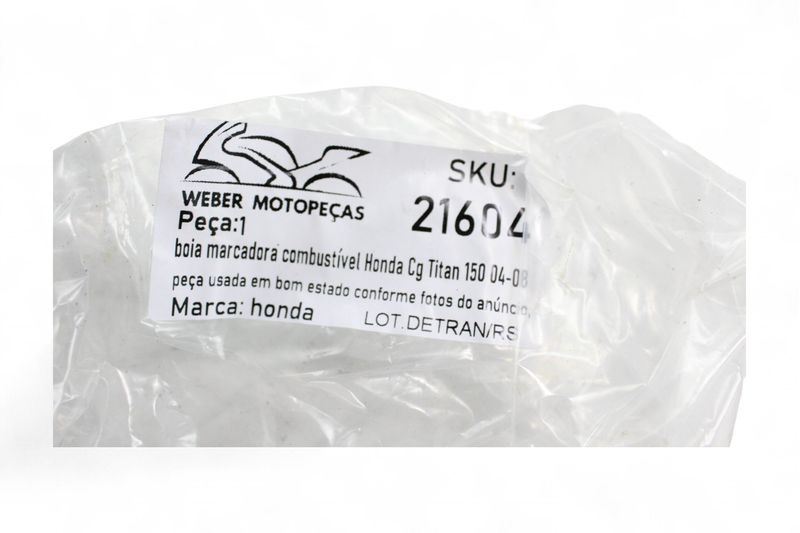 WEBER MOTOPEÇAS
SKU:
21604
Peça:1
boia marcadora combustível Honda Cg Titan 150 04-08
peça usada em bom estado conforme fotos do anúncio,
Marca: honda
LOT.DETRAN/RS